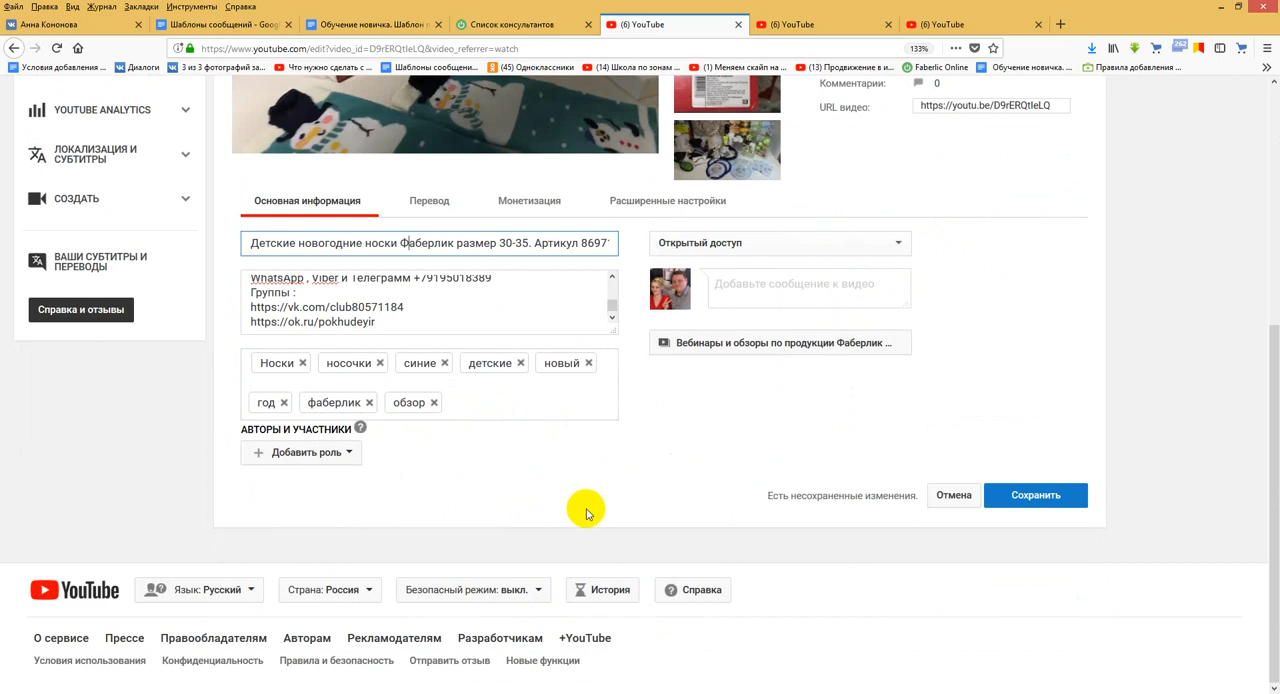 Файл Правка Вид Журнал Закладки Инструменты Справка
Анна Кононова
Шаблоны сообщений - Goog
Обучение новичка. Шаблон п
Список консультантов
(6) YouTube
(6) YouTube
(6) YouTube
https://www.youtube.com/edit?video_id=D9rERQtIeLQ&video_referrer=watch
133%
262
Условия добавления ...
Диалоги
3 из 3 фотографий за...
Что нужно сделать с ...
Шаблоны сообщени...
(45) Одноклассники
(14) Школа по зонам ...
(1) Меняем скайп на ...
(13) Продвижение в и...
Faberlic Online
Обучение новичка. ...
Правила добавления ...
YOUTUBE ANALYTICS
ЛОКАЛИЗАЦИЯ И
СУБТИТРЫ
СОЗДАТЬ
ВАШИ СУБТИТРЫ И
ПЕРЕВОДЫ
Справка и отзывы
Комментарии: 0
URL видео: https://youtu.be/D9rERQtIeLQ
Основная информация
Перевод
Монетизация
Расширенные настройки
Детские новогодние носки Фаберлик размер 30-35. Артикул 8697
WhatsApp , Viber и Телеграмм +79195018389
Группы :
https://vk.com/club80571184
https://ok.ru/pokhudeyir
Носки носочки синие детские новый
год фаберлик обзор
АВТОРЫ И УЧАСТНИКИ
Добавить роль
Открытый доступ
Добавьте сообщение к видео
Вебинары и обзоры по продукции Фаберлик ...
Есть несохраненные изменения.
Отмена
Сохранить
YouTube
Язык: Русский
Страна: Россия
Безопасный режим: выкл.
История
Справка
О сервисе Прессе Правообладателям Авторам Рекламодателям Разработчикам +YouTube
Условия использования Конфиденциальность Правила и безопасность Отправить отзыв Новые функции